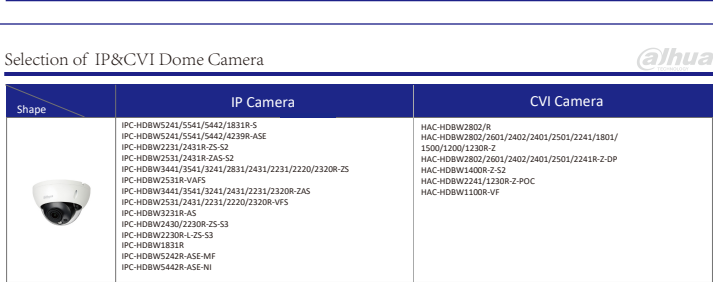 Selection of IP&CVI Dome Camera
alhua
TECHNOLOGY
Shape
IP Camera
CVI Camera
IPC-HDBW5241/5541/5442/1831R-S
IPC-HDBW5241/5541/5442/4239R-ASE
IPC-HDBW2231/2431R-ZS-S2
IPC-HDBW2531/2431R-ZAS-S2
IPC-HDBW3441/3541/3241/2831/2431/2231/2220/2320R-ZS
IPC-HDBW2531R-VAFS
IPC-HDBW3441/3541/3241/2431/2231/2320R-ZAS
IPC-HDBW2531/2431/2231/2220/2320R-VFS
IPC-HDBW3231R-AS
IPC-HDBW2430/2230R-ZS-S3
IPC-HDBW2230R-L-ZS-S3
IPC-HDBW1831R
IPC-HDBW5242R-ASE-MF
IPC-HDBW5442R-ASE-NI
HAC-HDBW2802/R
HAC-HDBW2802/2601/2402/2401/2501/2241/1801/
1500/1200/1230R-Z
HAC-HDBW2802/2601/2402/2401/2501/2241R-Z-DP
HAC-HDBW1400R-Z-S2
HAC-HDBW2241/1230R-Z-POC
HAC-HDBW1100R-VF